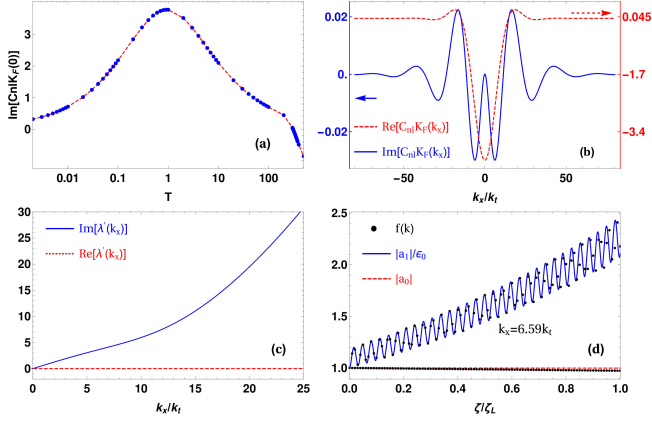 4
3
2
1
0
Im[CnlK_F(0)]
(a)
0.01 0.1 1 10 100
T
0.02
0.
-0.02
0.045
-1.7
-3.4
Re[C_nlK_F(k_x)]
Im[C_nlK_F(k_x)]
(b)
-50 0 50
k_x/k_t
30
25
20
15
10
5
0
Im[λ'(k_x)]
Re[λ'(k_x)]
(c)
0 5 10 15 20 25
k_x/k_t
2.5
2.0
1.5
1.0
f(k)
|a_1|/ε_0
|a_0|
k_x=6.59k_t
(d)
0.0 0.2 0.4 0.6 0.8 1.0
ζ/ζ_L